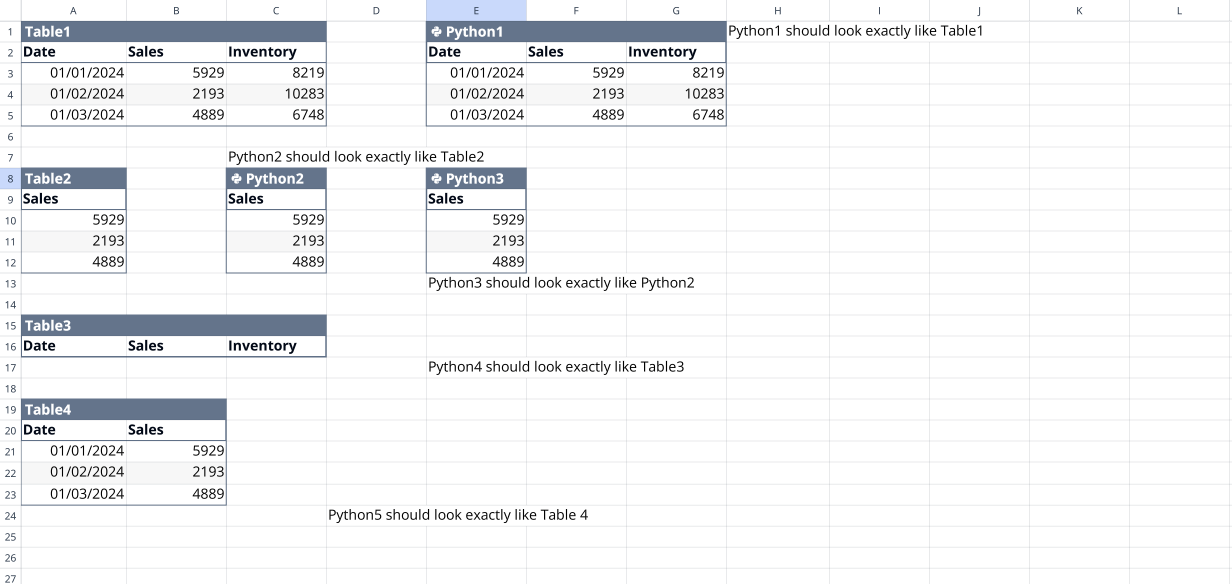 A B C D E F G H I J K L
1 Table1 Python1 Python1 should look exactly like Table1
2 Date Sales Inventory Date Sales Inventory
3 01/01/2024 5929 8219 01/01/2024 5929 8219
4 01/02/2024 2193 10283 01/02/2024 2193 10283
5 01/03/2024 4889 6748 01/03/2024 4889 6748
6
7 Python2 should look exactly like Table2
8 Table2 Python2 Python3
9 Sales Sales Sales
10 5929 5929 5929
11 2193 2193 2193
12 4889 4889 4889
13 Python3 should look exactly like Python2
14
15 Table3
16 Date Sales Inventory
17 Python4 should look exactly like Table3
18
19 Table4
20 Date Sales
21 01/01/2024 5929
22 01/02/2024 2193
23 01/03/2024 4889
24 Python5 should look exactly like Table 4
25
26
27